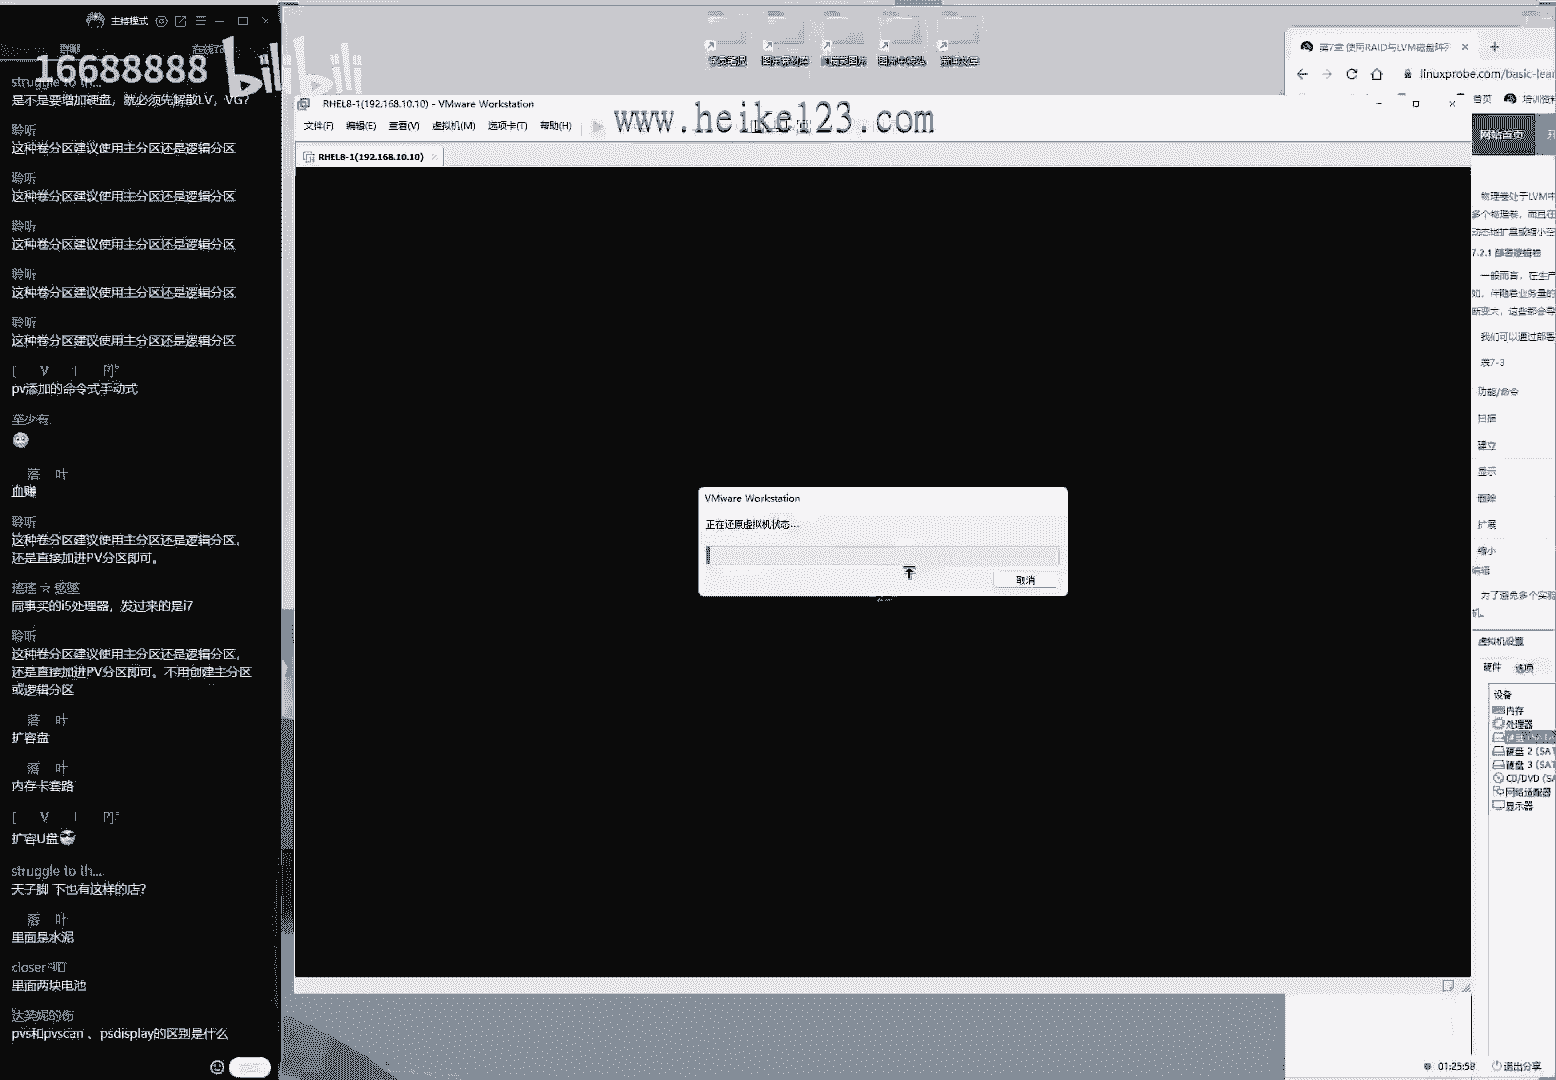 主持模式
16688888
bilibili
struggle to th...
是不是要增加硬盘，就必须先解散LV，VG？
聆听
这种卷分区建议使用主分区还是逻辑分区
聆听
这种卷分区建议使用主分区还是逻辑分区
聆听
这种卷分区建议使用主分区还是逻辑分区
聆听
这种卷分区建议使用主分区还是逻辑分区
聆听
这种卷分区建议使用主分区还是逻辑分区
[ V I P]
pv添加的命令式手动式
至少有.
落 叶
血赚
聆听
这种卷分区建议使用主分区还是逻辑分区，
还是直接加进PV分区即可。
同事买的i5处理器，发过来的是i7
聆听
这种卷分区建议使用主分区还是逻辑分区，
还是直接加进PV分区即可。不用创建主分区
或逻辑分区
落 叶
扩容盘
落 叶
内存卡套路
[ V I P]
扩容U盘
struggle to th...
天子脚 下也有这样的店？
落 叶
里面是水泥
closer
里面两块电池
pvs和pvscan 、psdisplay的区别是什么
RHEL8-1(192.168.10.10) - VMware Workstation
文件(F) 编辑(E) 查看(V) 虚拟机(M) 选项卡(T) 帮助(H)
www.heike123.com
RHEL8-1(192.168.10.10)
VMware Workstation
正在还原虚拟机状态...
取消
第7章 使用RAID与LVM磁盘阵列
linuxprobe.com/basic-lear
首页
网站首页
物理卷处于LVM中
多个物理卷，而且在
7.2.1 部署逻辑卷
一般而言，在生产
如，伴随着业务量的
断变大，这些都会导
我们可以通过部署
表7-3
功能/命令
扫描
建立
显示
删除
扩展
缩小
编辑
为了避免多个实验
机。
虚拟机设置
硬件 选项
设备
内存
处理器
硬盘 2 (SAT
硬盘 3 (SAT
CD/DVD (SA
网络适配器
显示器
01:25:58
退出分享